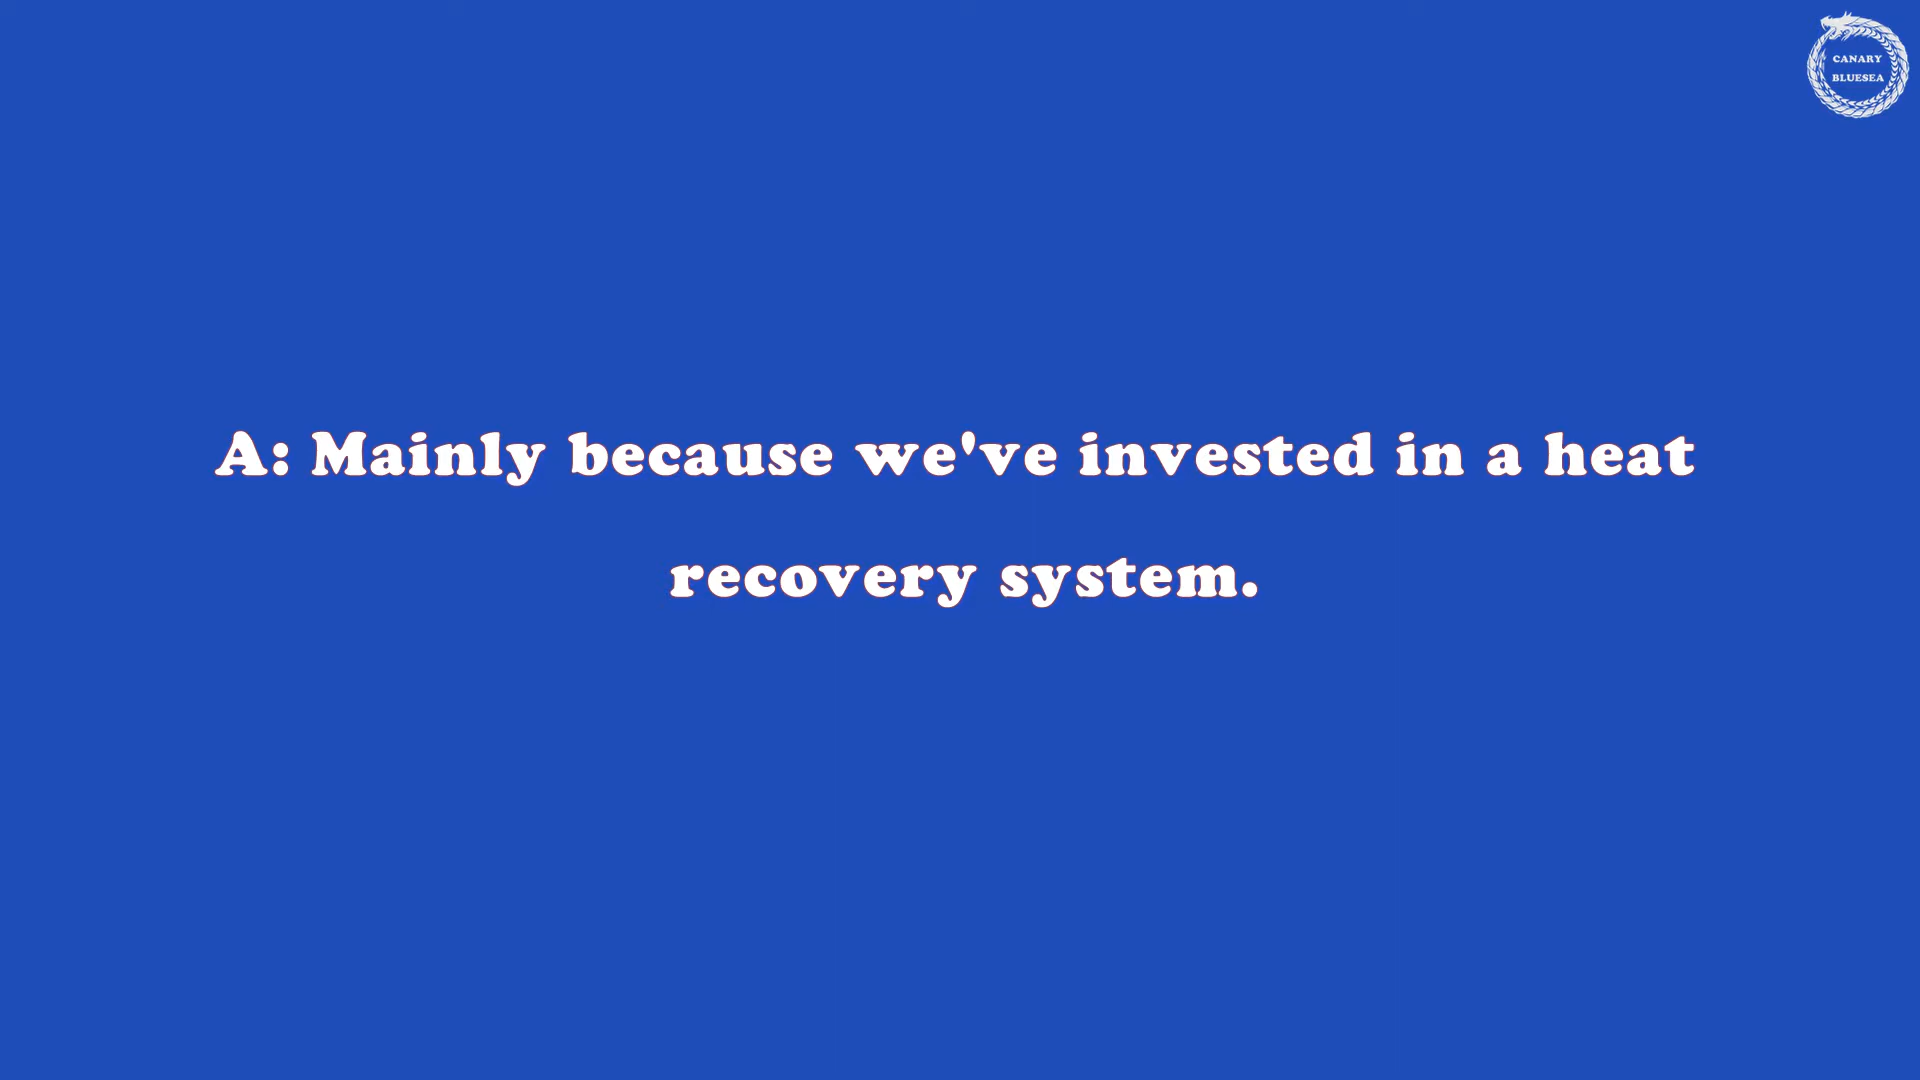 CANARY
BLUESEA
A: Mainly because we've invested in a heat
recovery system.